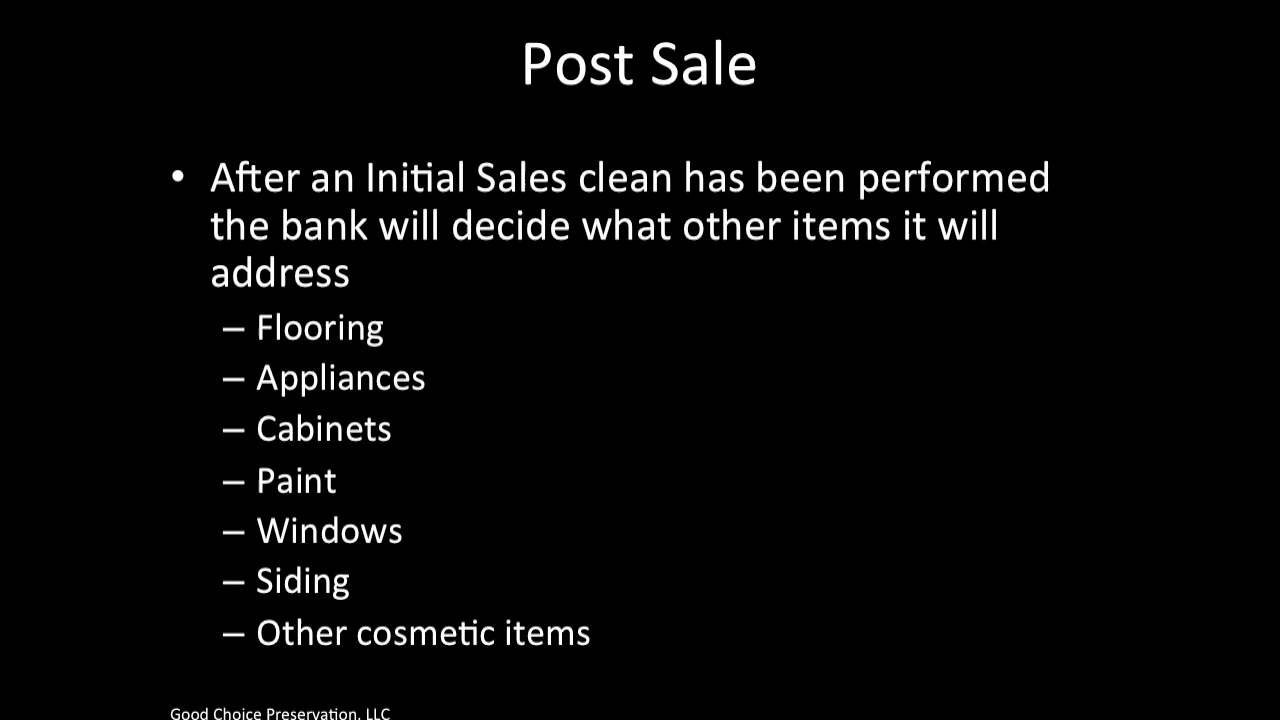 Post Sale
• After an Initial Sales clean has been performed
the bank will decide what other items it will
address
– Flooring
– Appliances
– Cabinets
– Paint
– Windows
– Siding
– Other cosmetic items
Good Choice Preservation, LLC